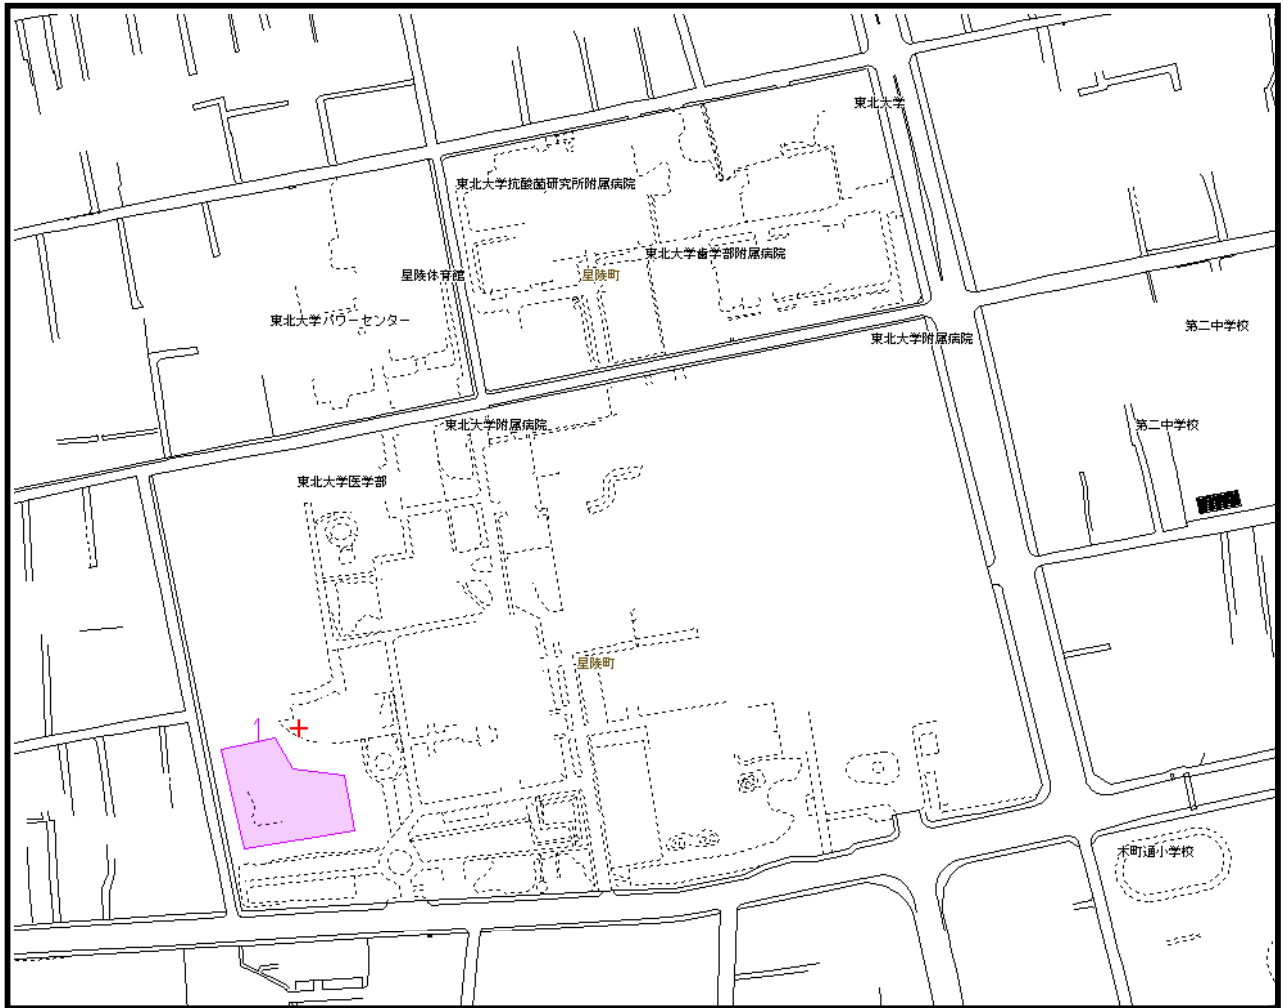 東北大学
東北大学抗酸菌研究所附属病院
東北大学歯学部附属病院
星陵体育館
星陵町
東北大学パワーセンター
第二中学校
東北大学附属病院
東北大学附属病院
第二中学校
東北大学医学部
星陵町
1
木町通小学校